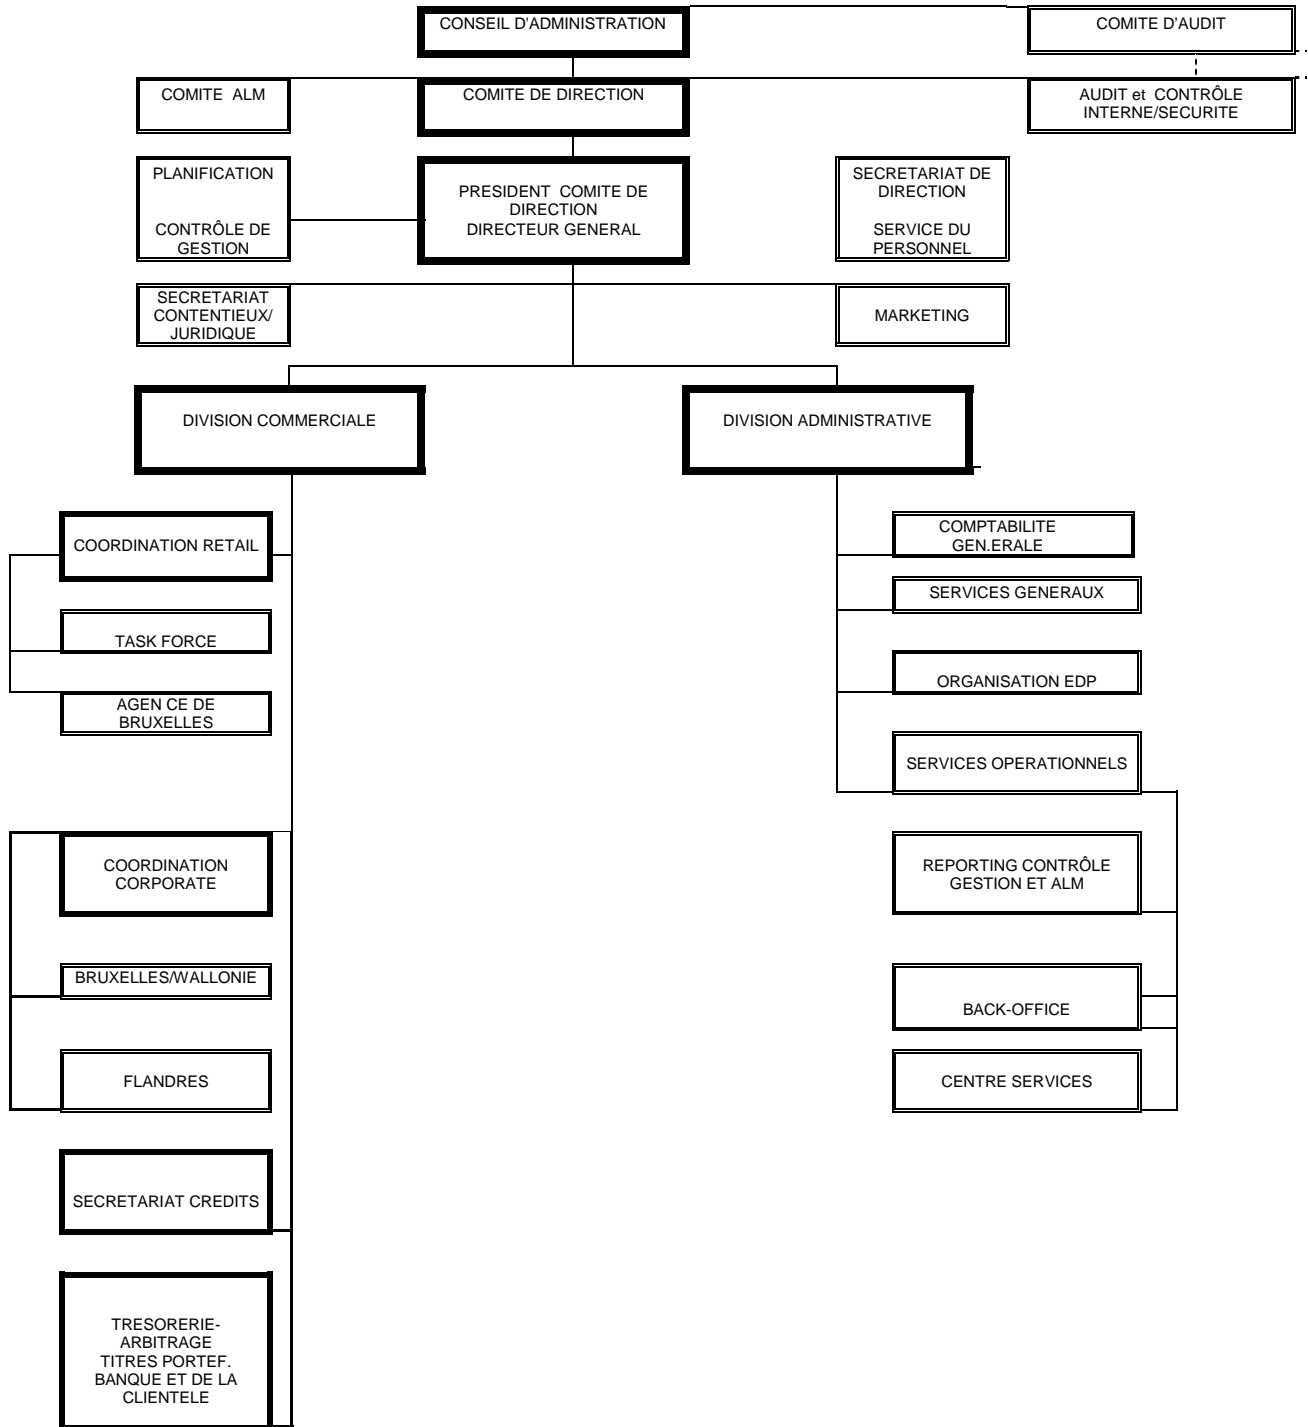 CONSEIL D'ADMINISTRATION
COMITE D'AUDIT
COMITE ALM
COMITE DE DIRECTION
AUDIT et CONTRÔLE
INTERNE/SECURITE
PLANIFICATION
CONTRÔLE DE
GESTION
PRESIDENT COMITE DE
DIRECTION
DIRECTEUR GENERAL
SECRETARIAT DE
DIRECTION
SERVICE DU
PERSONNEL
SECRETARIAT
CONTENTIEUX/
JURIDIQUE
MARKETING
DIVISION COMMERCIALE
DIVISION ADMINISTRATIVE
COORDINATION RETAIL
TASK FORCE
AGEN CE DE
BRUXELLES
COORDINATION
CORPORATE
BRUXELLES/WALLONIE
FLANDRES
SECRETARIAT CREDITS
TRESORERIE-
ARBITRAGE
TITRES PORTEF.
BANQUE ET DE LA
CLIENTELE
COMPTABILITE
GEN.ERALE
SERVICES GENERAUX
ORGANISATION EDP
SERVICES OPERATIONNELS
REPORTING CONTRÔLE
GESTION ET ALM
BACK-OFFICE
CENTRE SERVICES